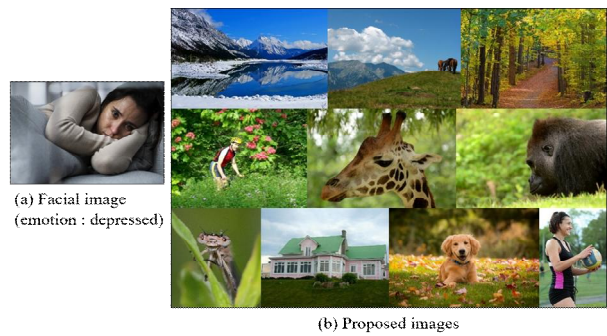 (a) Facial image
(emotion : depressed)
(b) Proposed images